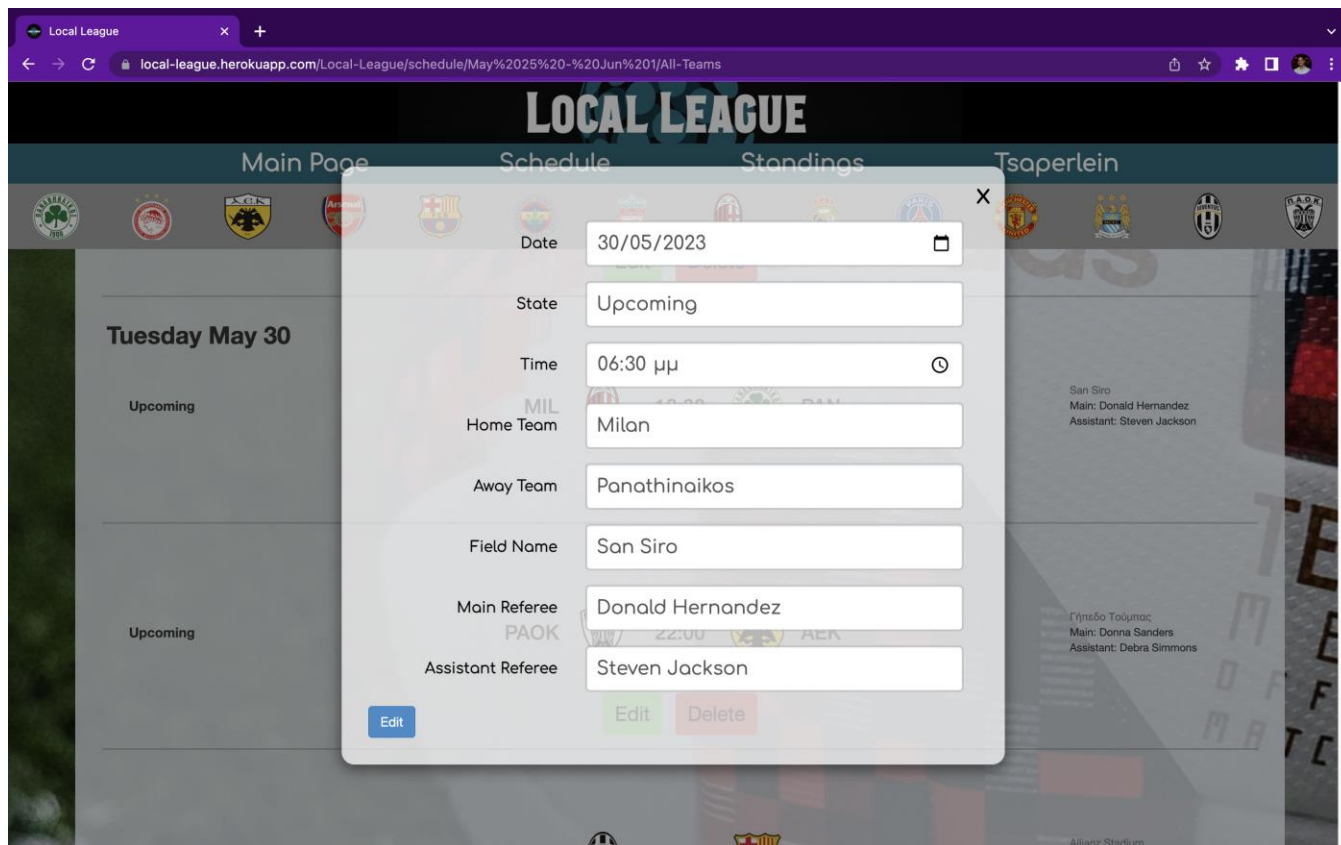 Local League
local-league.herokuapp.com/Local-League/schedule/May%2025%20-%20Jun%201/All-Teams
LOCAL LEAGUE
Main Page Schedule Standings Tsaperlein
X
Date 30/05/2023
Edit Delete
State Upcoming
Tuesday May 30
Time 06:30 μμ
San Siro
Upcoming MIL PAN Main: Donald Hernandez
Home Team Milan Assistant: Steven Jackson
Away Team Panathinaikos
Field Name San Siro
Main Referee Donald Hernandez
Γήπεδο Τούμπας
Upcoming PAOK 22:00 AEK Main: Donna Sanders
Assistant: Debra Simmons
Assistant Referee Steven Jackson
Edit Edit Delete
Allianz Stadium